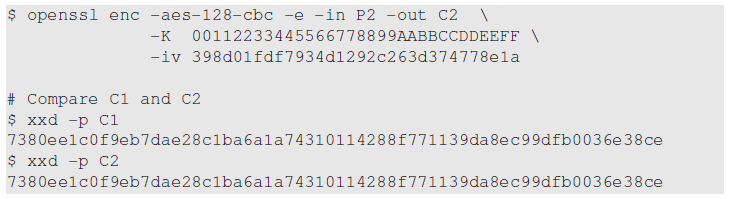 $ openssl enc -aes-128-cbc -e -in P2 -out C2 \
-K 00112233445566778899AABBCCDDEEFF \
-iv 398d01fdf7934d1292c263d374778e1a
# Compare C1 and C2
$ xxd -p C1
7380ee1c0f9eb7dae28c1ba6a1a74310114288f771139da8ec99dfb0036e38ce
$ xxd -p C2
7380ee1c0f9eb7dae28c1ba6a1a74310114288f771139da8ec99dfb0036e38ce